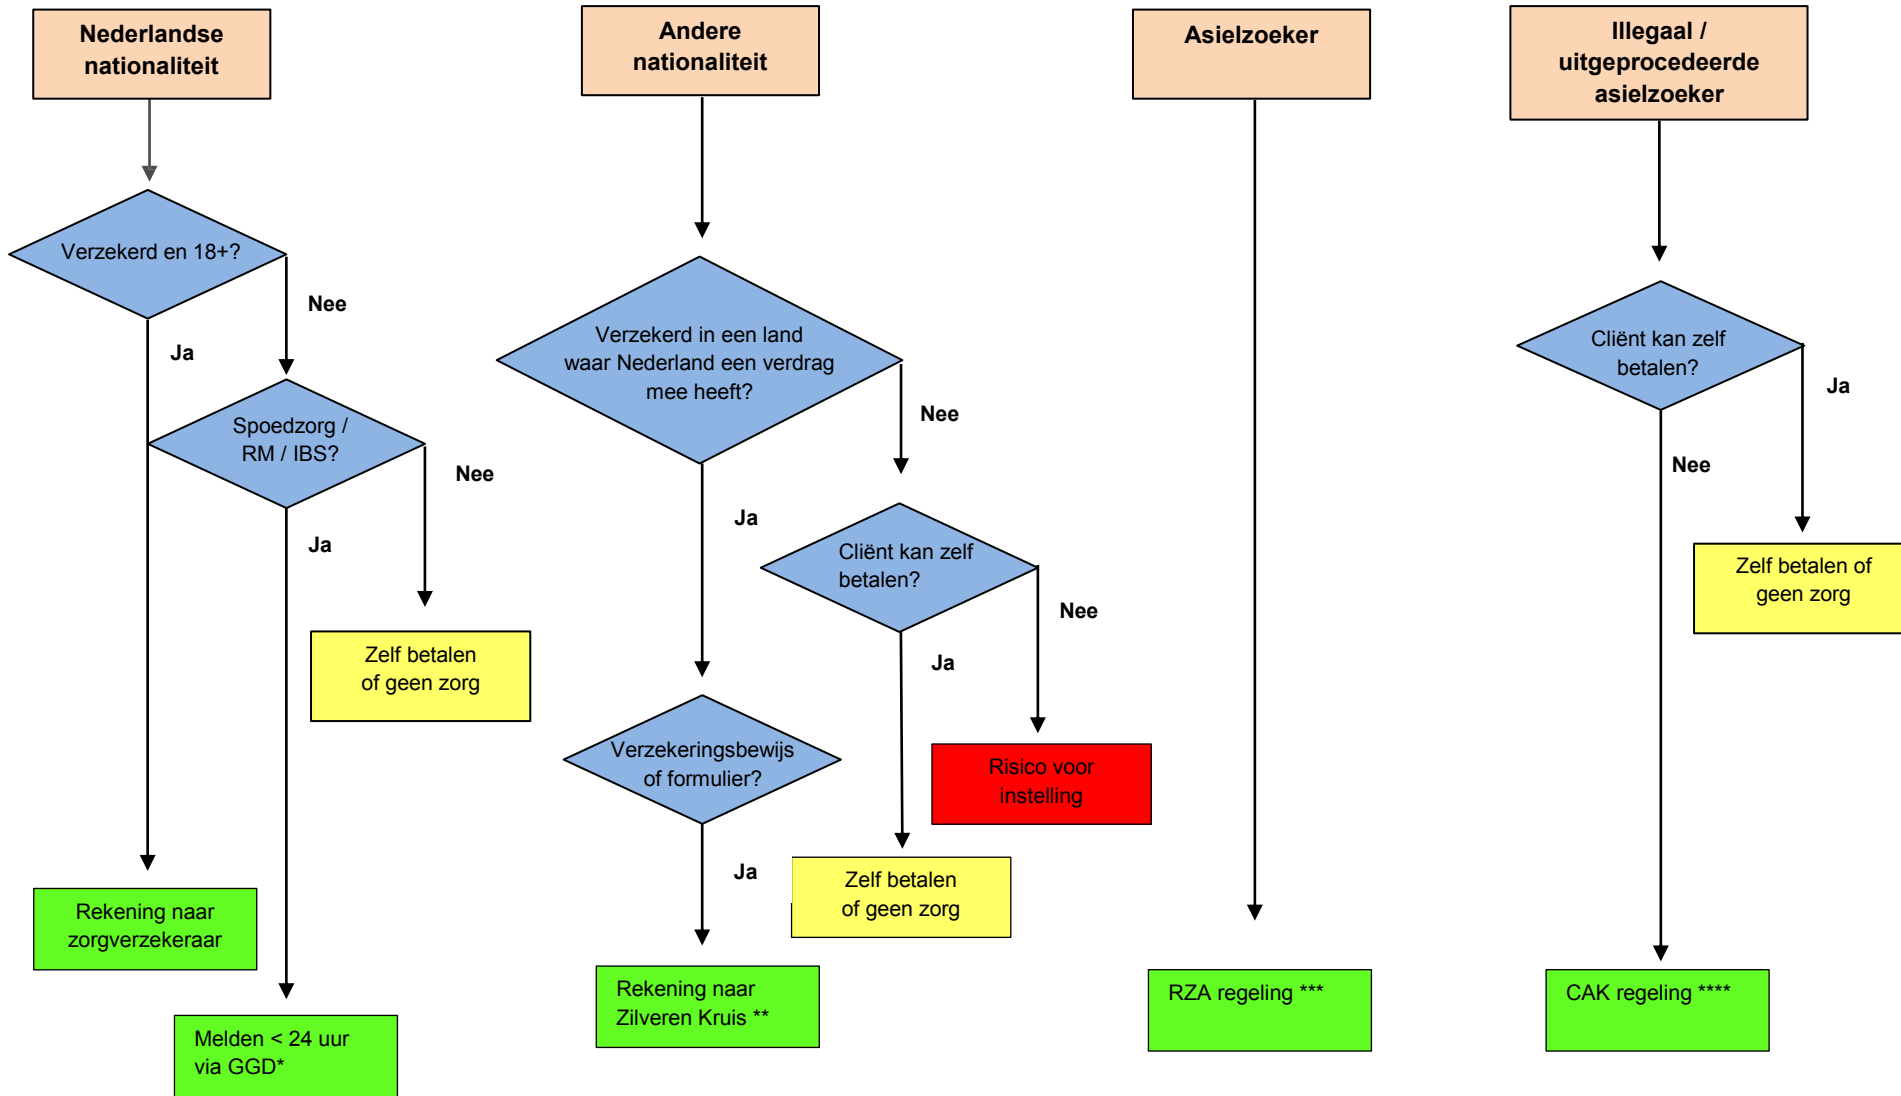 Nederlandse
nationaliteit
Verzekerd en 18+?
Nee
Ja
Spoedzorg /
RM / IBS?
Nee
Ja
Zelf betalen
of geen zorg
Rekening naar
zorgverzekeraar
Melden < 24 uur
via GGD*
Andere
nationaliteit
Verzekerd in een land
waar Nederland een verdrag
mee heeft?
Nee
Ja
Cliënt kan zelf
betalen?
Nee
Ja
Verzekeringsbewijs
of formulier?
Risico voor
instelling
Ja
Zelf betalen
of geen zorg
Rekening naar
Zilveren Kruis **
Asielzoeker
RZA regeling ***
Illegaal /
uitgeprocedeerde
asielzoeker
Cliënt kan zelf
betalen?
Ja
Nee
Zelf betalen of
geen zorg
CAK regeling ****